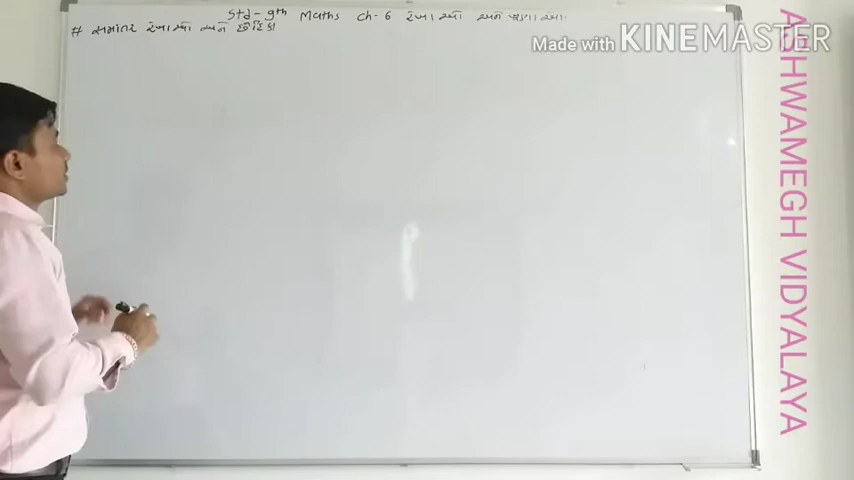 Std - 9th Maths Ch - 6 રેખાઓ અને ખૂણાઓ
# સમાંતર રેખાઓ અને છેદિકા
Made with KINEMASTER
ASHWAMEGH VIDYALAYA